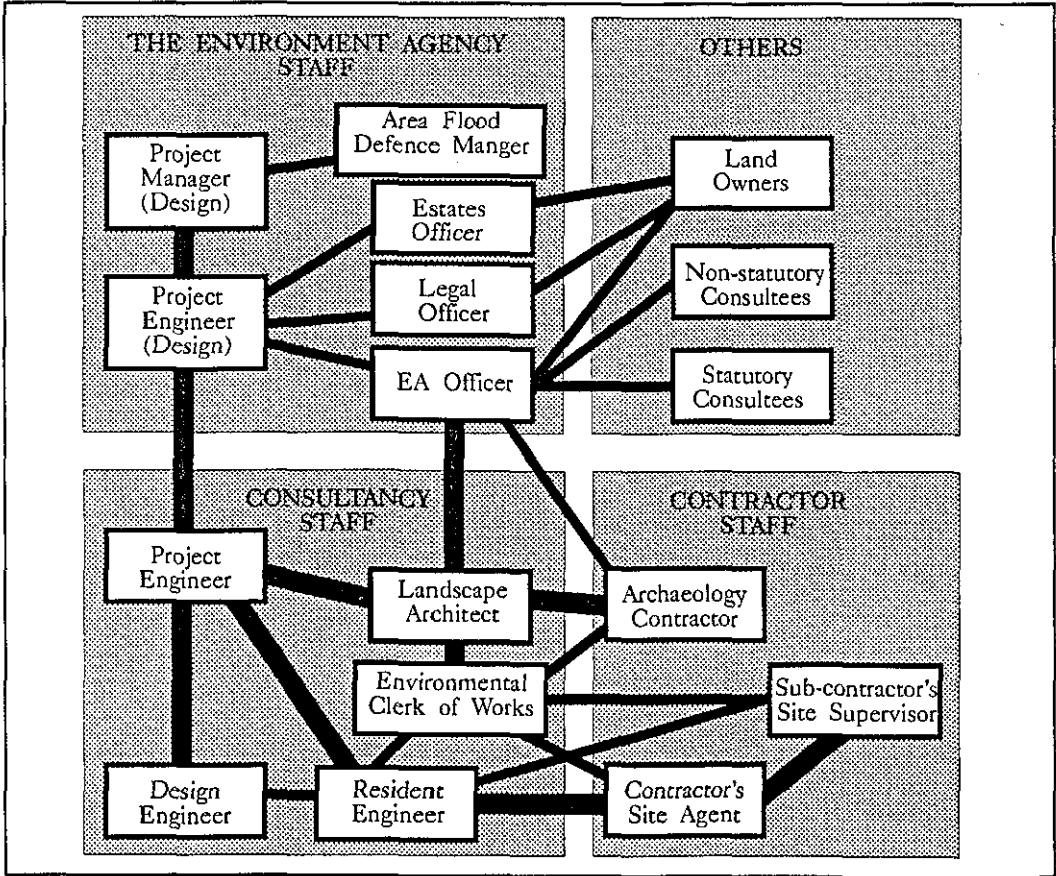 THE ENVIRONMENT AGENCY
STAFF
Project
Manager
(Design)
Area Flood
Defence Manger
Estates
Officer
Project
Engineer
(Design)
Legal
Officer
EA Officer
OTHERS
Land
Owners
Non-statutory
Consultees
Statutory
Consultees
CONSULTANCY
STAFF
Project
Engineer
Landscape
Architect
Environmental
Clerk of Works
Design
Engineer
Resident
Engineer
CONTRACTOR
STAFF
Archaeology
Contractor
Sub-contractor's
Site Supervisor
Contractor's
Site Agent